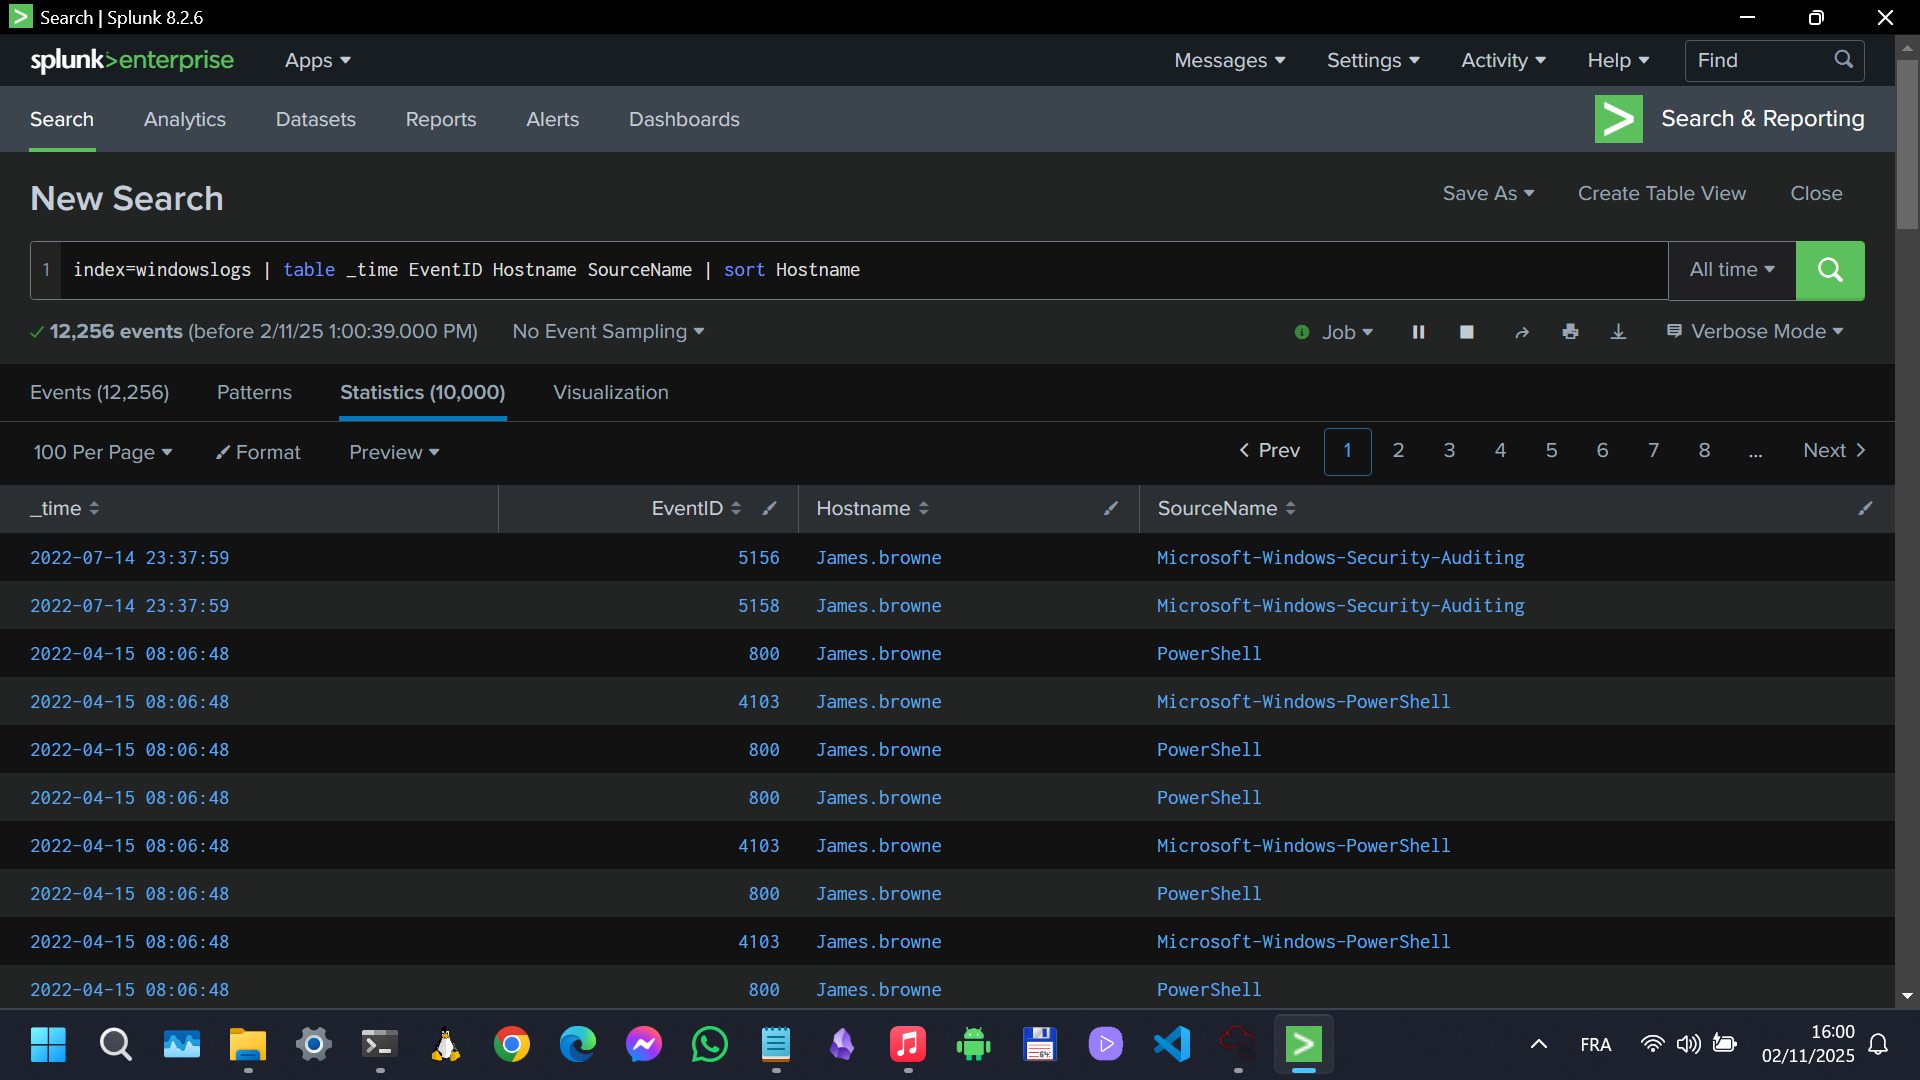 Search | Splunk 8.2.6
splunk>enterprise Apps Messages Settings Activity Help Find
Search Analytics Datasets Reports Alerts Dashboards Search & Reporting
New Search Save As Create Table View Close
1 index=windowslogs | table _time EventID Hostname SourceName | sort Hostname All time
12,256 events (before 2/11/25 1:00:39.000 PM) No Event Sampling Job Verbose Mode
Events (12,256) Patterns Statistics (10,000) Visualization
100 Per Page Format Preview Prev 1 2 3 4 5 6 7 8 ... Next
_time EventID Hostname SourceName
2022-07-14 23:37:59 5156 James.browne Microsoft-Windows-Security-Auditing
2022-07-14 23:37:59 5158 James.browne Microsoft-Windows-Security-Auditing
2022-04-15 08:06:48 800 James.browne PowerShell
2022-04-15 08:06:48 4103 James.browne Microsoft-Windows-PowerShell
2022-04-15 08:06:48 800 James.browne PowerShell
2022-04-15 08:06:48 800 James.browne PowerShell
2022-04-15 08:06:48 4103 James.browne Microsoft-Windows-PowerShell
2022-04-15 08:06:48 800 James.browne PowerShell
2022-04-15 08:06:48 4103 James.browne Microsoft-Windows-PowerShell
2022-04-15 08:06:48 800 James.browne PowerShell
64 FRA 16:00
02/11/2025